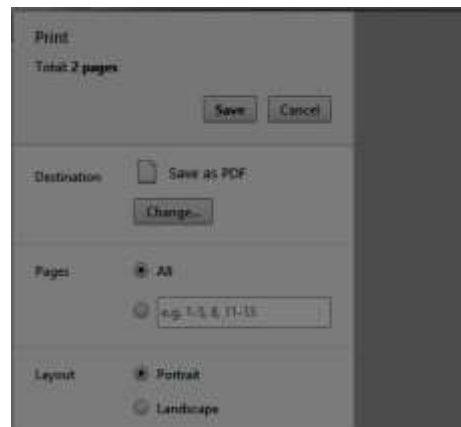 Print
Total: 2 pages
Save Cancel
Destination Save as PDF
Change...
Pages All
e.g. 1-5, 8, 11-13
Layout Portrait
Landscape